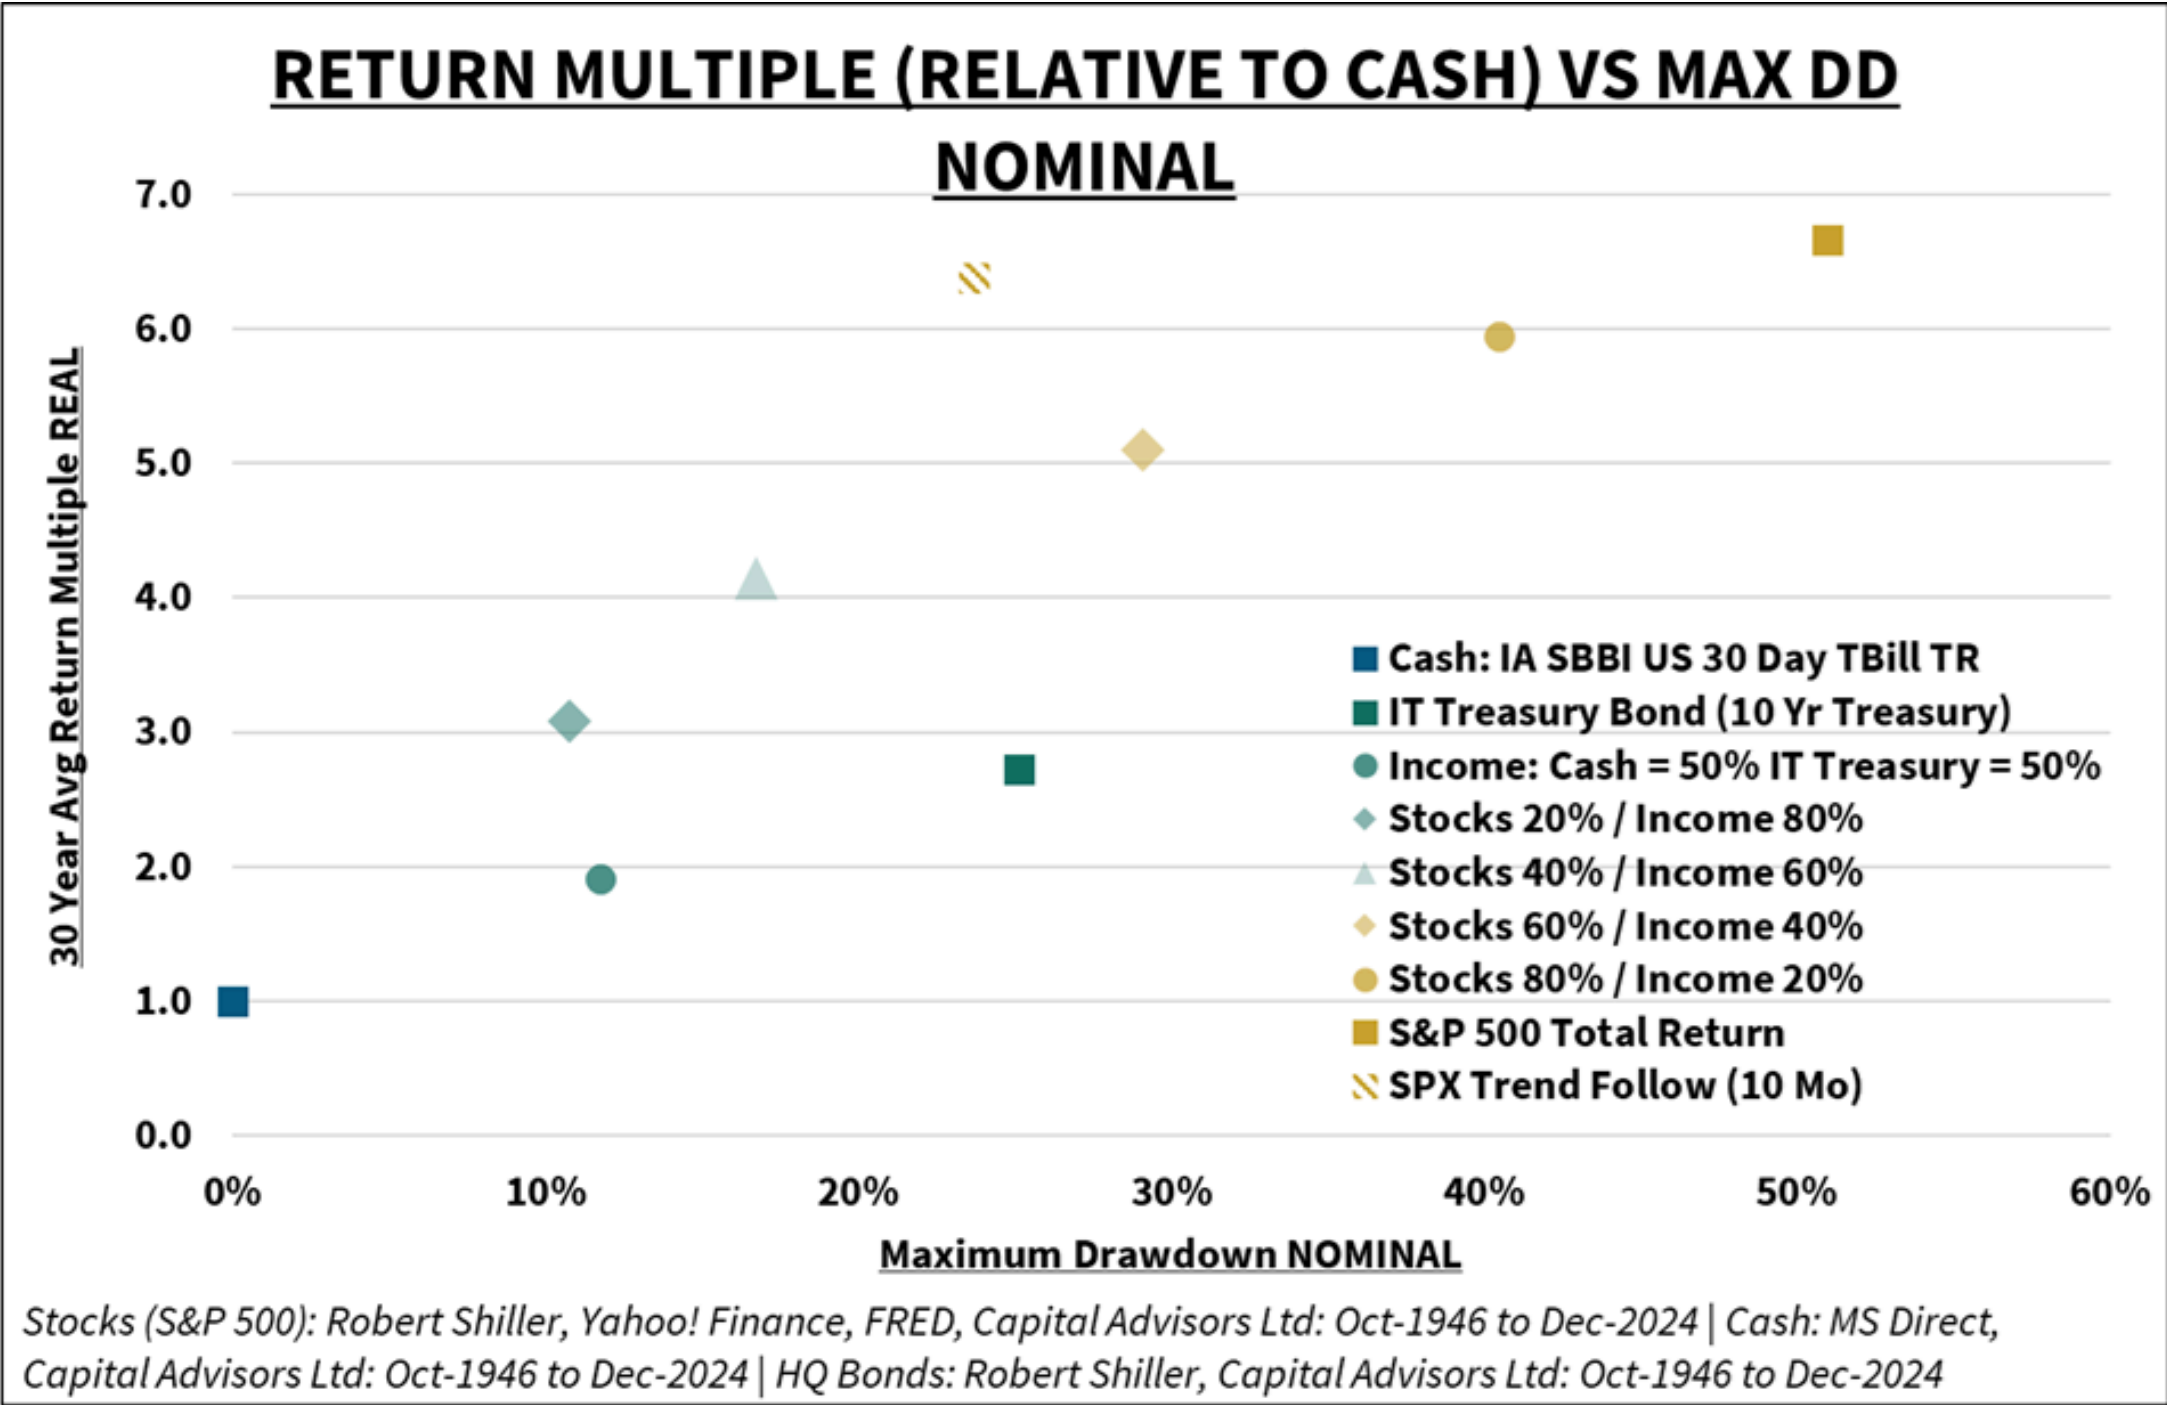 RETURN MULTIPLE (RELATIVE TO CASH) VS MAX DD
NOMINAL
30 Year Avg Return Multiple REAL
7.0
6.0
5.0
4.0
3.0
2.0
1.0
0.0
Cash: IA SBBI US 30 Day TBill TR
IT Treasury Bond (10 Yr Treasury)
Income: Cash = 50% IT Treasury = 50%
Stocks 20% / Income 80%
Stocks 40% / Income 60%
Stocks 60% / Income 40%
Stocks 80% / Income 20%
S&P 500 Total Return
SPX Trend Follow (10 Mo)
0% 10% 20% 30% 40% 50% 60%
Maximum Drawdown NOMINAL
Stocks (S&P 500): Robert Shiller, Yahoo! Finance, FRED, Capital Advisors Ltd: Oct-1946 to Dec-2024 | Cash: MS Direct,
Capital Advisors Ltd: Oct-1946 to Dec-2024 | HQ Bonds: Robert Shiller, Capital Advisors Ltd: Oct-1946 to Dec-2024